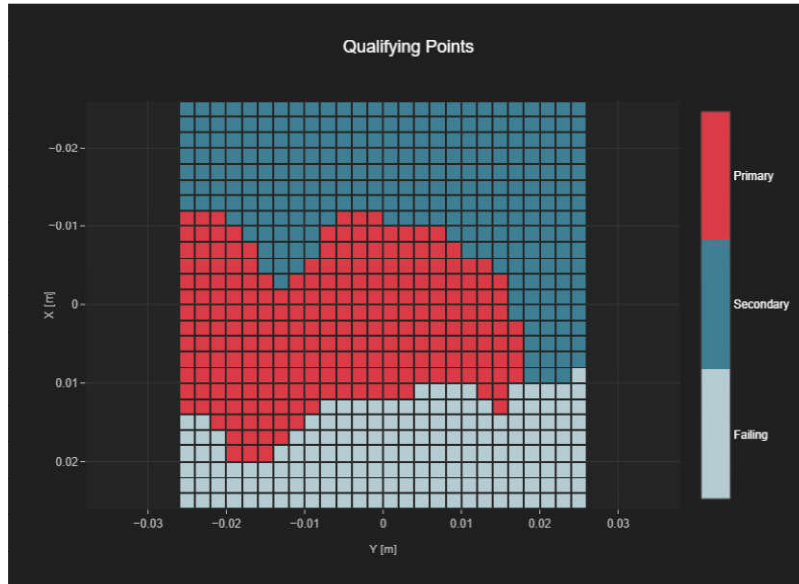 Qualifying Points
−0.02
−0.01
0
0.01
0.02
X [m]
−0.03
−0.02
−0.01
0
0.01
0.02
0.03
Y [m]
Primary
Secondary
Failing